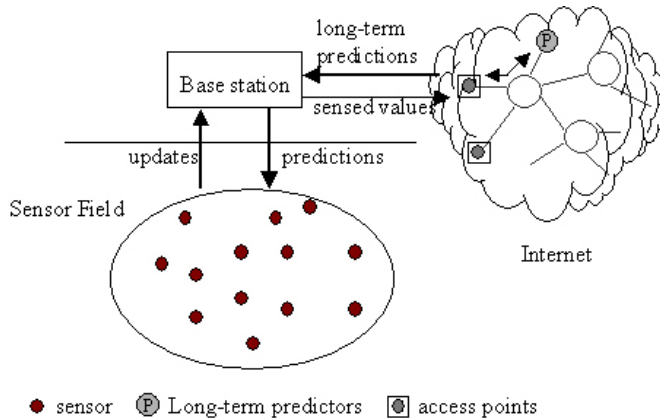 long-term
predictions
P
Base station
sensed values
updates
predictions
Sensor Field
Internet
sensor
P
Long-term predictors
access points